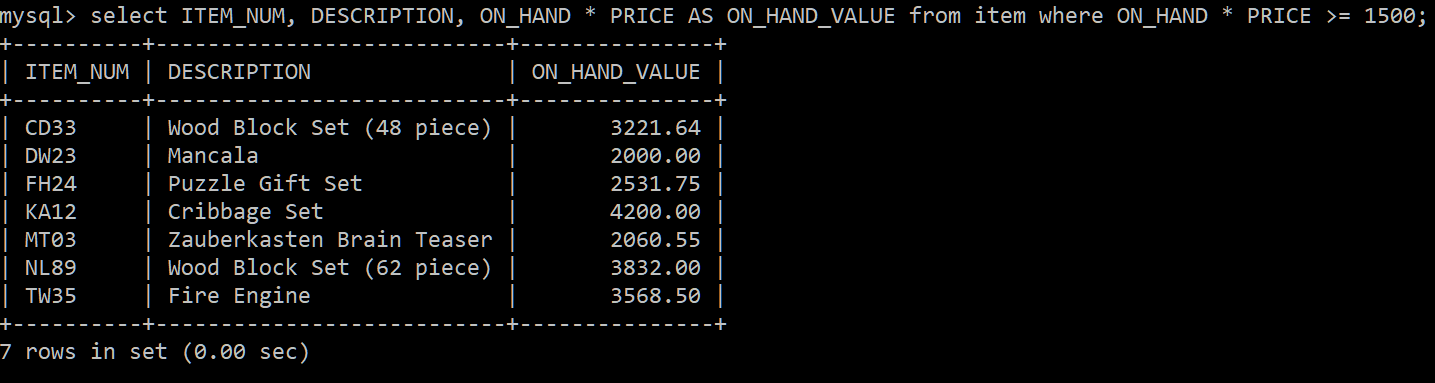 mysql> select ITEM_NUM, DESCRIPTION, ON_HAND * PRICE AS ON_HAND_VALUE from item where ON_HAND * PRICE >= 1500;
+----------+---------------------------+---------------+
| ITEM_NUM | DESCRIPTION               | ON_HAND_VALUE |
+----------+---------------------------+---------------+
| CD33     | Wood Block Set (48 piece) |       3221.64 |
| DW23     | Mancala                   |       2000.00 |
| FH24     | Puzzle Gift Set           |       2531.75 |
| KA12     | Cribbage Set              |       4200.00 |
| MT03     | Zauberkasten Brain Teaser |       2060.55 |
| NL89     | Wood Block Set (62 piece) |       3832.00 |
| TW35     | Fire Engine               |       3568.50 |
+----------+---------------------------+---------------+
7 rows in set (0.00 sec)